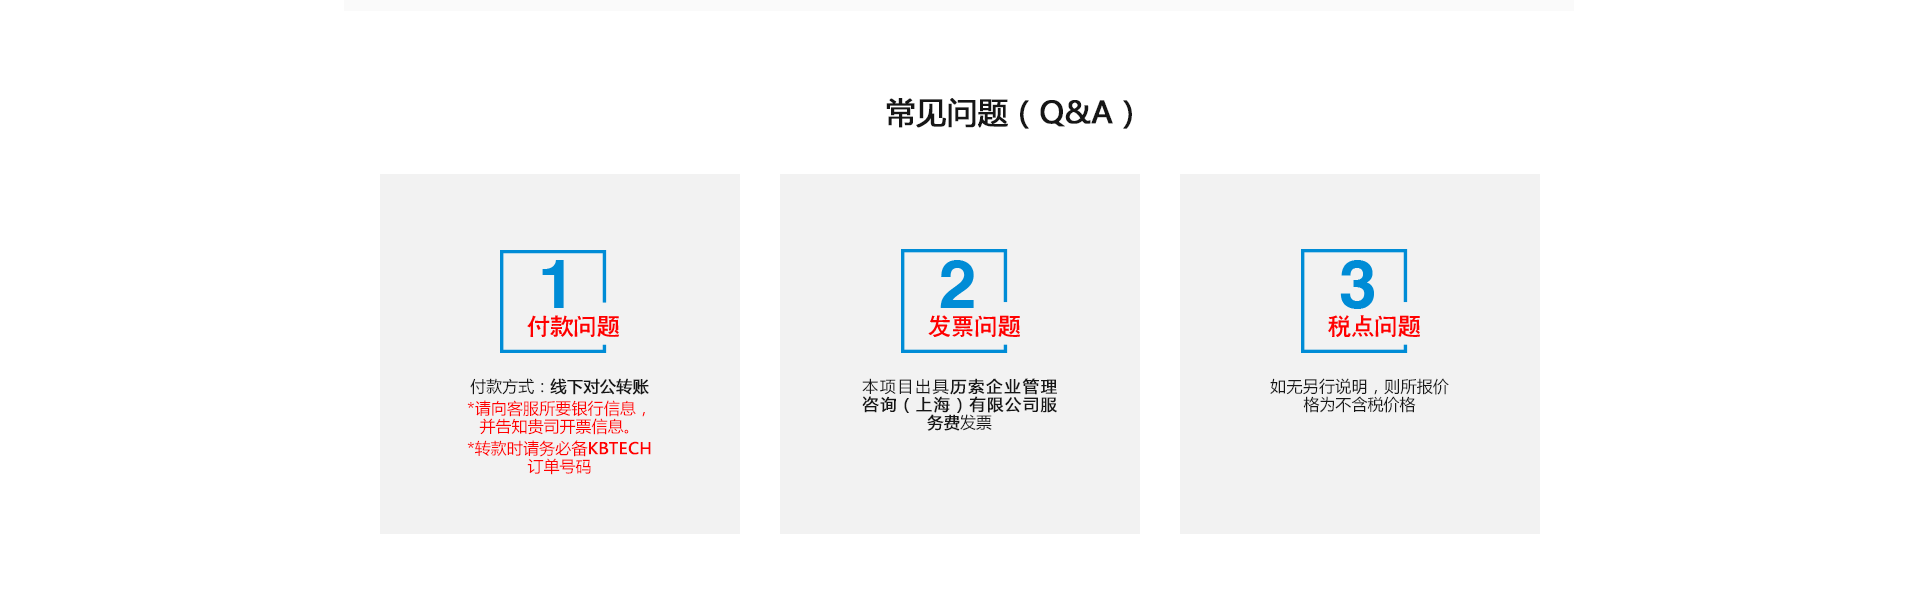 常见问题（Q&A）
1
付款问题
付款方式：线下对公转账
*请向客服所要银行信息，
并告知贵司开票信息。
*转款时请务必备KBTECH
订单号码
2
发票问题
本项目出具历索企业管理
咨询（上海）有限公司服
务费发票
3
税点问题
如无另行说明，则所报价
格为不含税价格